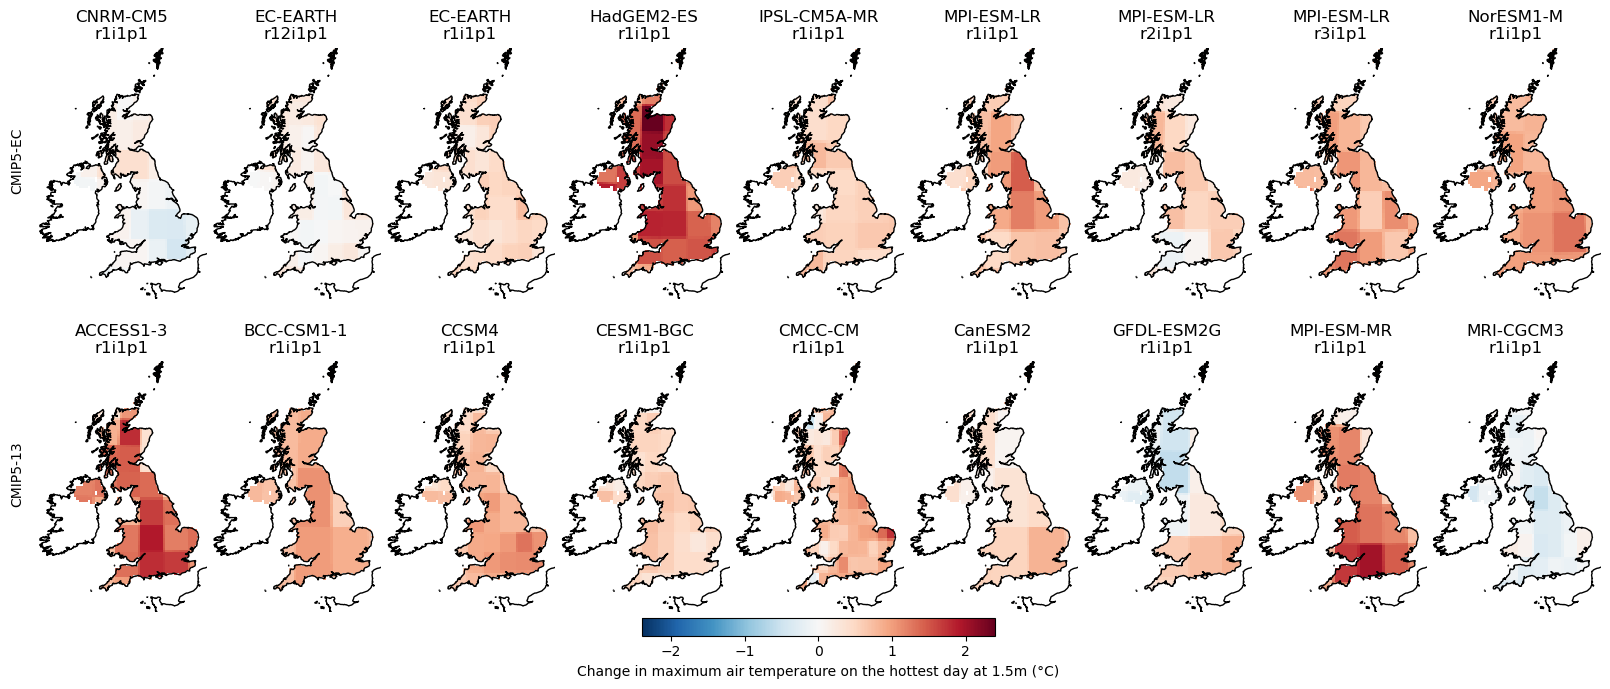 CNRM-CM5 EC-EARTH EC-EARTH HadGEM2-ES IPSL-CM5A-MR MPI-ESM-LR MPI-ESM-LR MPI-ESM-LR NorESM1-M
r1i1p1 r12i1p1 r1i1p1 r1i1p1 r1i1p1 r1i1p1 r2i1p1 r3i1p1 r1i1p1
CMIP5-EC
ACCESS1-3 BCC-CSM1-1 CCSM4 CESM1-BGC CMCC-CM CanESM2 GFDL-ESM2G MPI-ESM-MR MRI-CGCM3
r1i1p1 r1i1p1 r1i1p1 r1i1p1 r1i1p1 r1i1p1 r1i1p1 r1i1p1 r1i1p1
CMIP5-13
−2 −1 0 1 2
Change in maximum air temperature on the hottest day at 1.5m (°C)